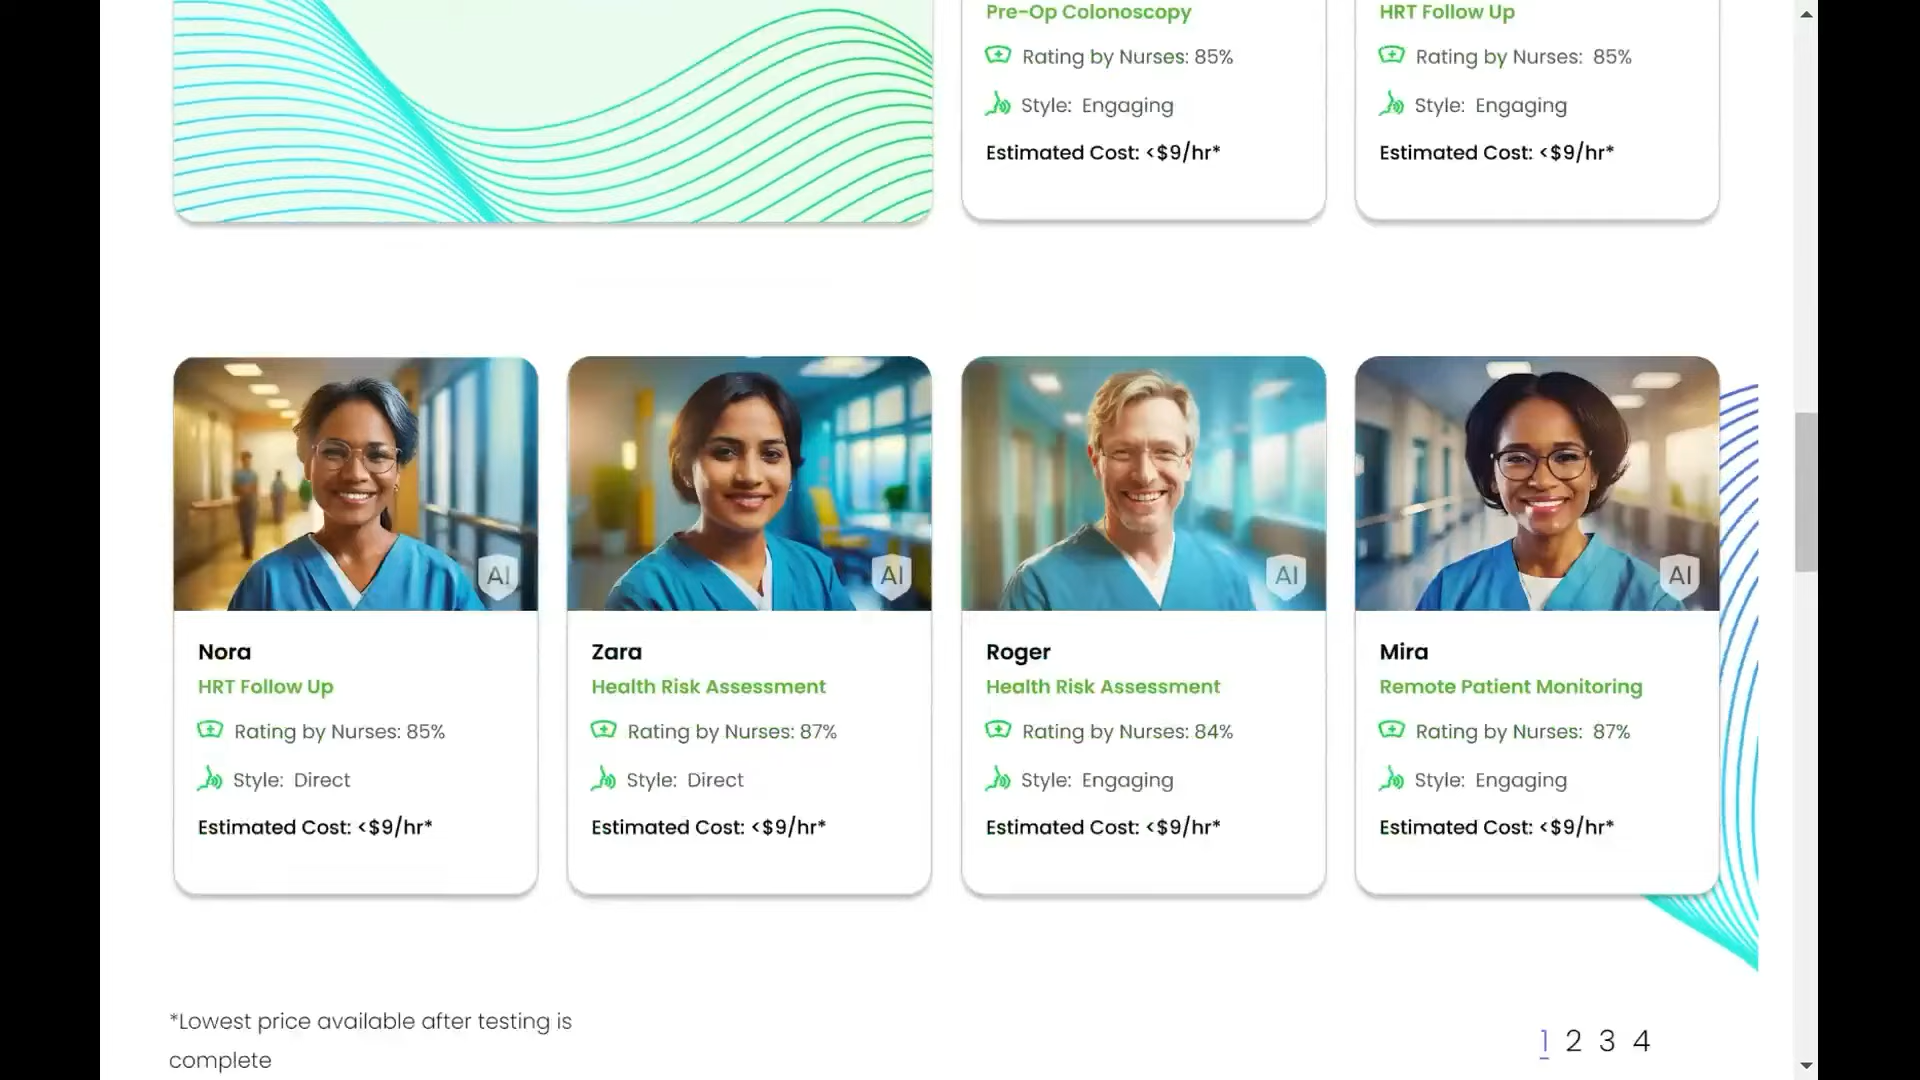 Pre-Op Colonoscopy
Rating by Nurses: 85%
Style: Engaging
Estimated Cost: <$9/hr*
HRT Follow Up
Rating by Nurses: 85%
Style: Engaging
Estimated Cost: <$9/hr*
AI
Nora
HRT Follow Up
Rating by Nurses: 85%
Style: Direct
Estimated Cost: <$9/hr*
AI
Zara
Health Risk Assessment
Rating by Nurses: 87%
Style: Direct
Estimated Cost: <$9/hr*
AI
Roger
Health Risk Assessment
Rating by Nurses: 84%
Style: Engaging
Estimated Cost: <$9/hr*
AI
Mira
Remote Patient Monitoring
Rating by Nurses: 87%
Style: Engaging
Estimated Cost: <$9/hr*
*Lowest price available after testing is
complete
1 2 3 4